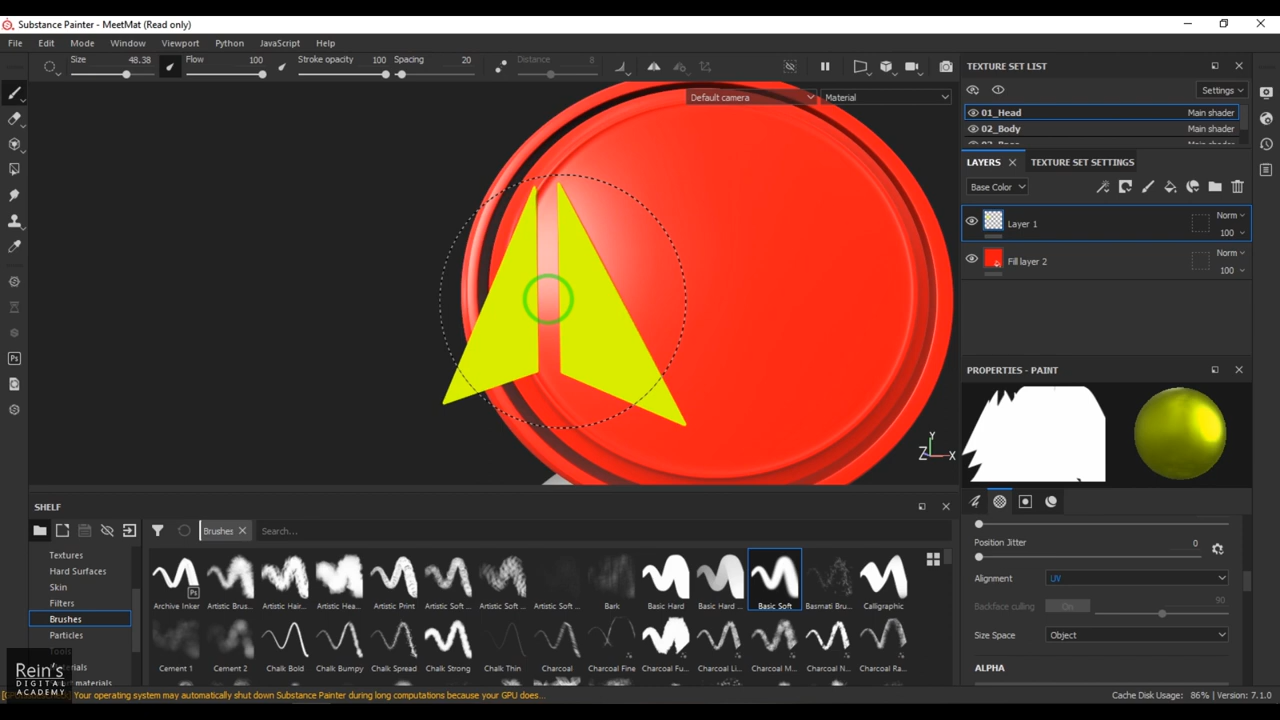 Substance Painter - MeetMat (Read only)
File Edit Mode Window Viewport Python JavaScript Help
Size 48.38 Flow 100 Stroke opacity 100 Spacing 20 Distance 8
Default camera Material
TEXTURE SET LIST
Settings
01_Head Main shader
02_Body Main shader
LAYERS TEXTURE SET SETTINGS
Base Color
Layer 1 Norm 100
Fill layer 2 Norm 100
PROPERTIES - PAINT
Position Jitter 0
Alignment UV
Backface culling On 90
Size Space Object
ALPHA
Y
Z X
SHELF
Brushes Search...
Textures
Hard Surfaces
Skin
Filters
Brushes
Particles
Archive Inker Artistic Brus... Artistic Hair... Artistic Hea... Artistic Print Artistic Soft ... Artistic Soft ... Artistic Soft ... Bark Basic Hard Basic Hard ... Basic Soft Basmati Bru... Calligraphic
Ps
Cement 1 Cement 2 Chalk Bold Chalk Bumpy Chalk Spread Chalk Strong Chalk Thin Charcoal Charcoal Fine Charcoal Fu... Charcoal Li... Charcoal M... Charcoal N... Charcoal Ra...
Rein's
DIGITAL
ACADEMY
Your operating system may automatically shut down Substance Painter during long computations because your GPU does...
Cache Disk Usage: 86% | Version: 7.1.0